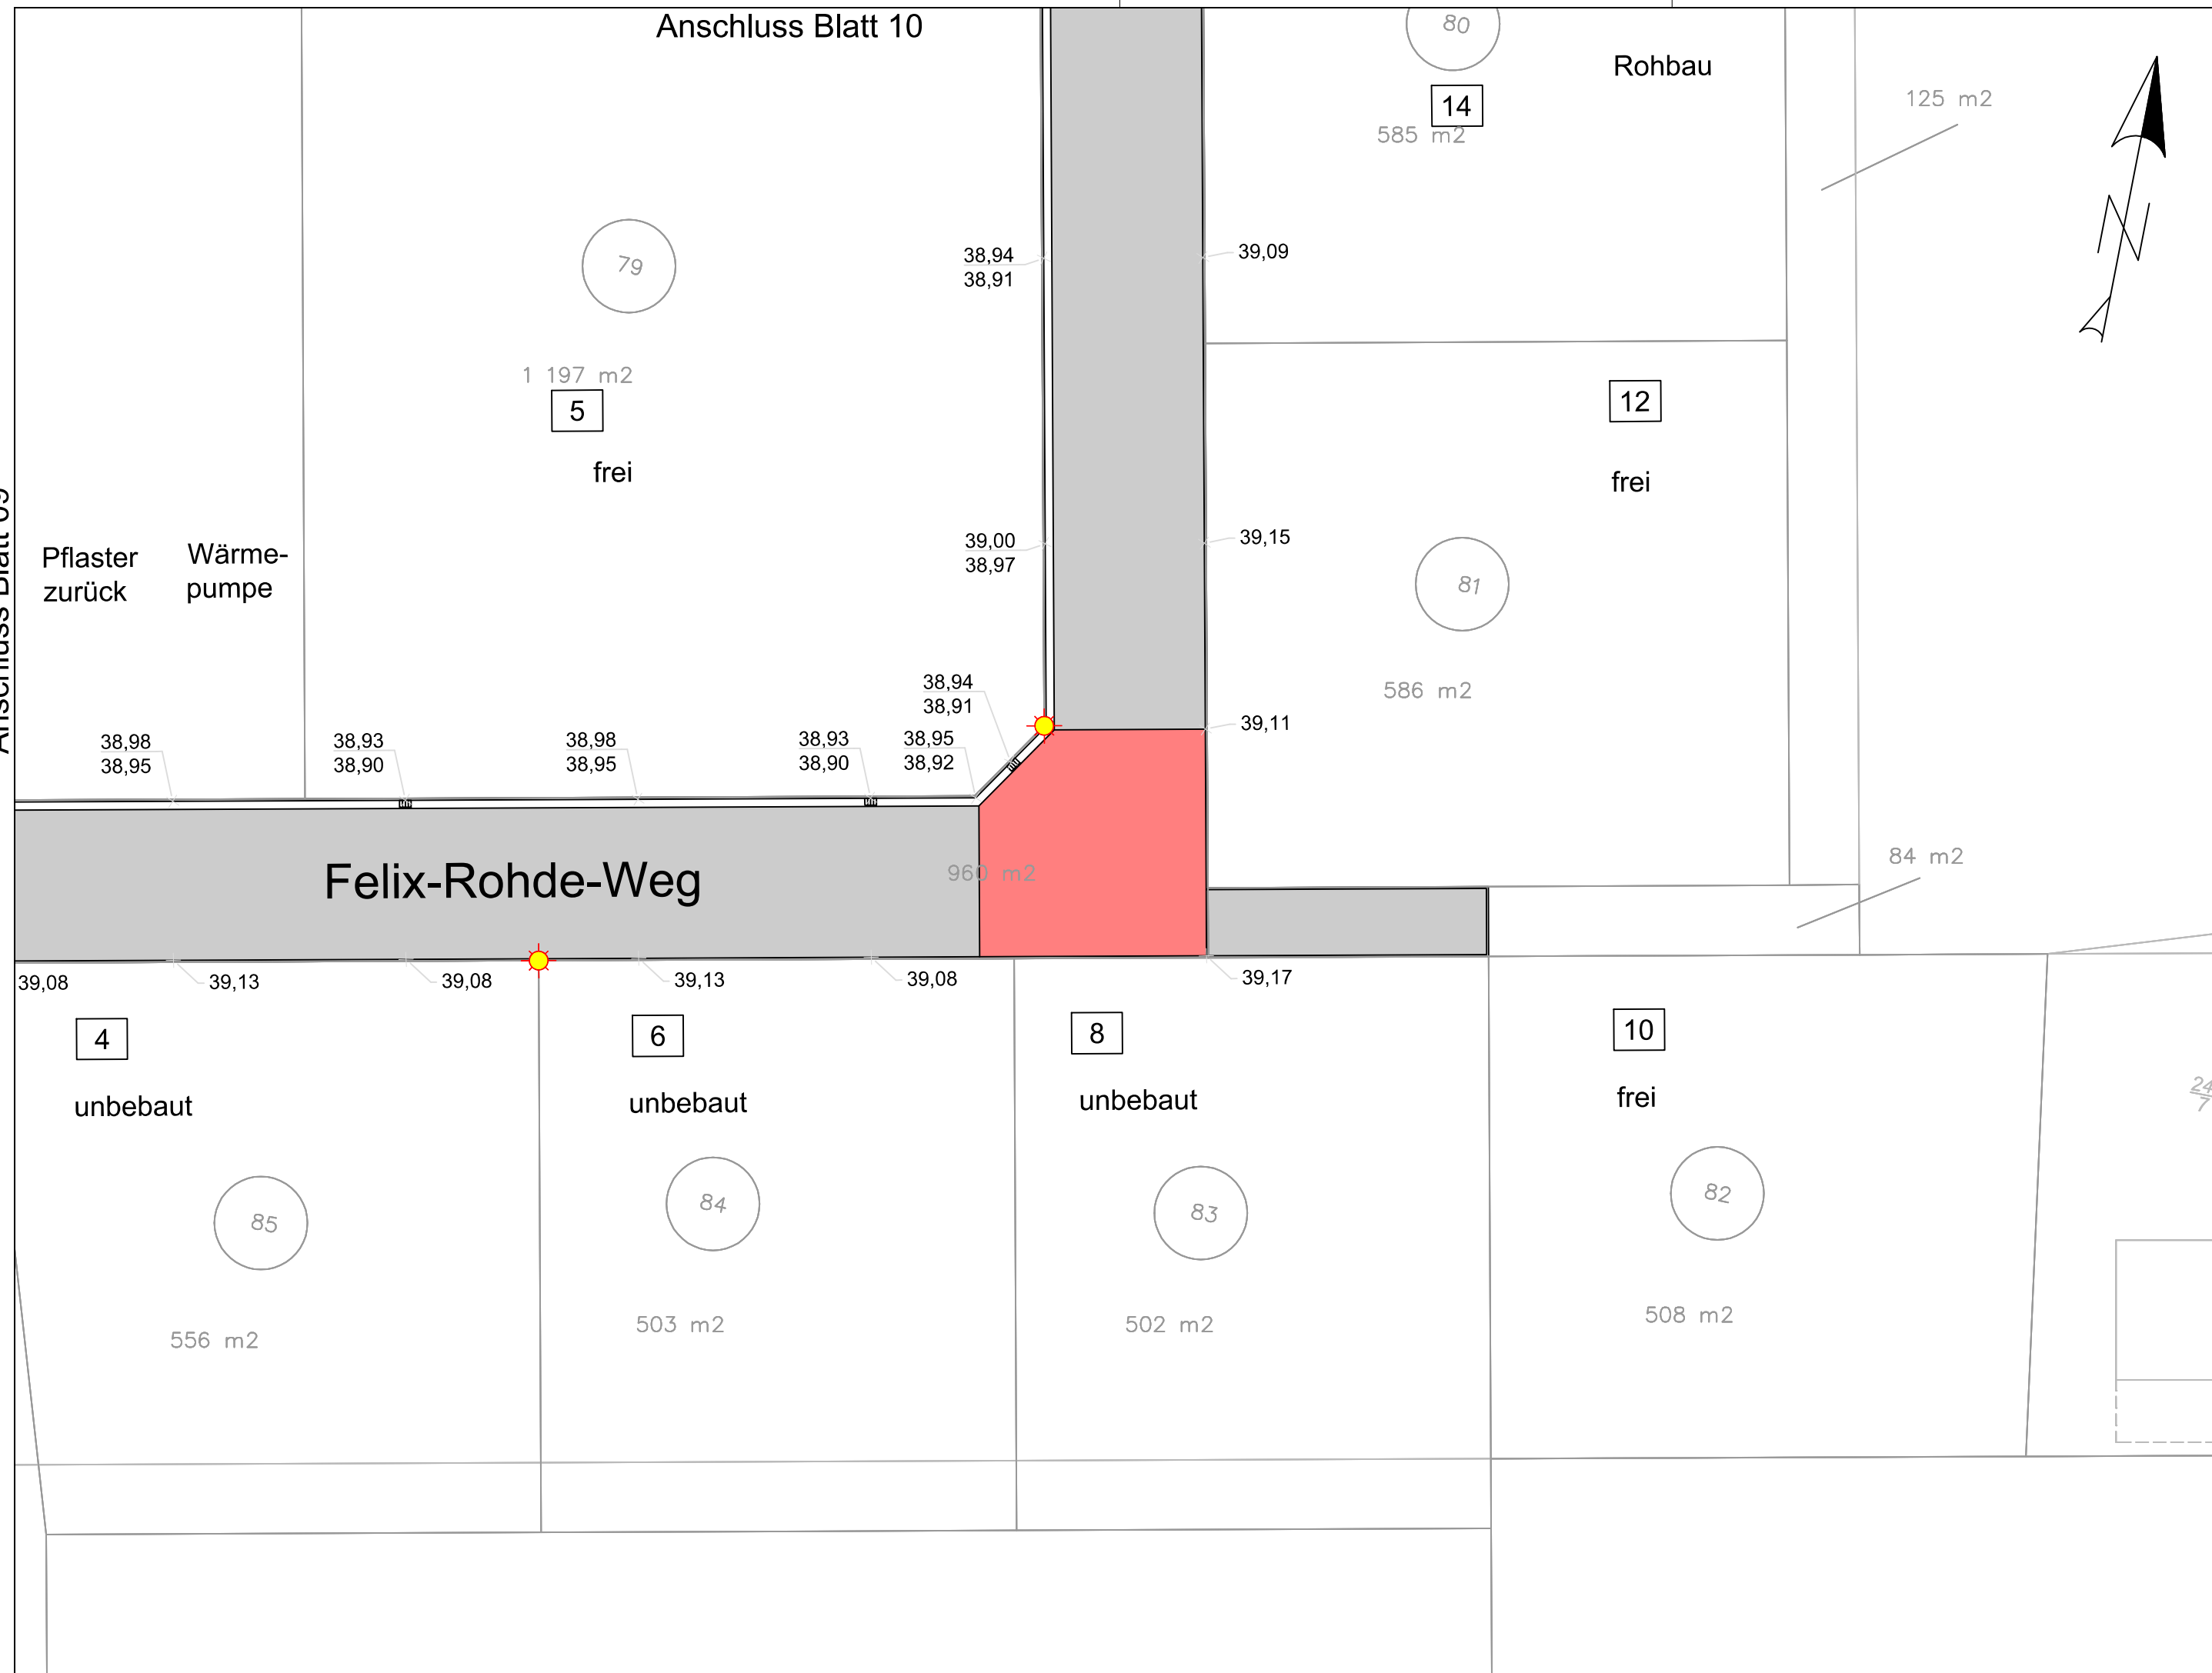 Anschluss Blatt 10
80
Rohbau
14
585 m2
125 m2
N
79
38,94
38,91
39,09
1 197 m2
5
12
frei
frei
Anschluss Blatt 09
Pflaster
zurück
Wärme-
pumpe
39,00
38,97
39,15
81
586 m2
38,94
38,91
39,11
38,98
38,95
38,93
38,90
38,98
38,95
38,93
38,90
38,95
38,92
Felix-Rohde-Weg
960 m2
84 m2
39,08
39,13
39,08
39,13
39,08
39,17
4
6
8
10
unbebaut
unbebaut
unbebaut
frei
24
7
85
84
83
82
556 m2
503 m2
502 m2
508 m2